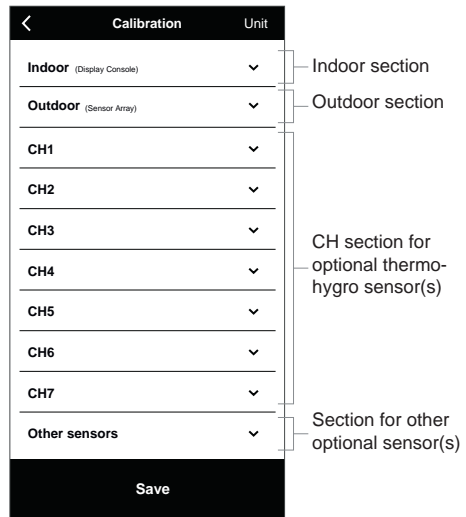 Calibration Unit
Indoor (Display Console)
Indoor section
Outdoor (Sensor Array)
Outdoor section
CH1
CH2
CH3
CH4
CH5
CH6
CH7
CH section for
optional thermo-
hygro sensor(s)
Other sensors
Section for other
optional sensor(s)
Save